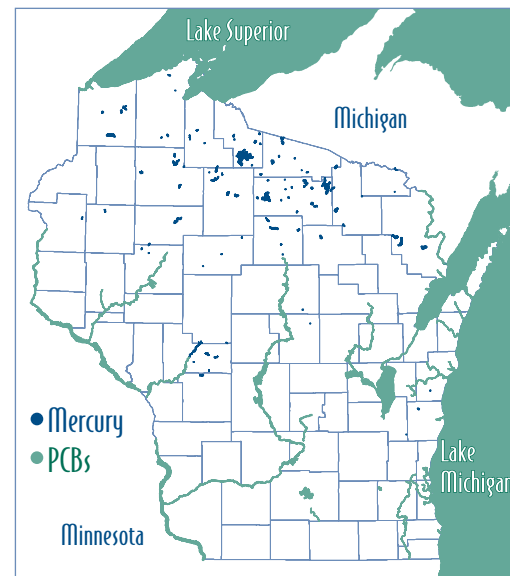 Lake Superior
Michigan
Mercury
PCBs
Lake
Michigan
Minnesota